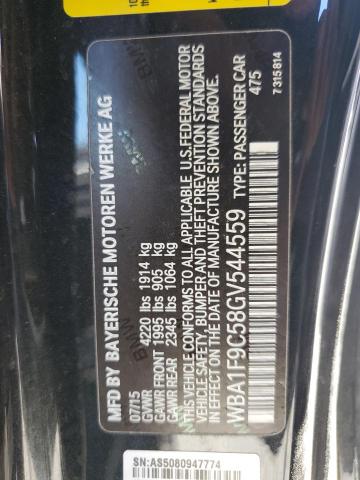 MFD BY BAYERISCHE MOTOREN WERKE AG
07/15
GVWR 4220 lbs 1914 kg
GAWR FRONT 1995 lbs 905 kg
GAWR REAR 2345 lbs 1064 kg
THIS VEHICLE CONFORMS TO ALL APPLICABLE U.S.FEDERAL MOTOR
VEHICLE SAFETY, BUMPER AND THEFT PREVENTION STANDARDS
IN EFFECT ON THE DATE OF MANUFACTURE SHOWN ABOVE.
WBA1F9C58GV544559 TYPE: PASSENGER CAR
475
7315814
SN:AS5080947774